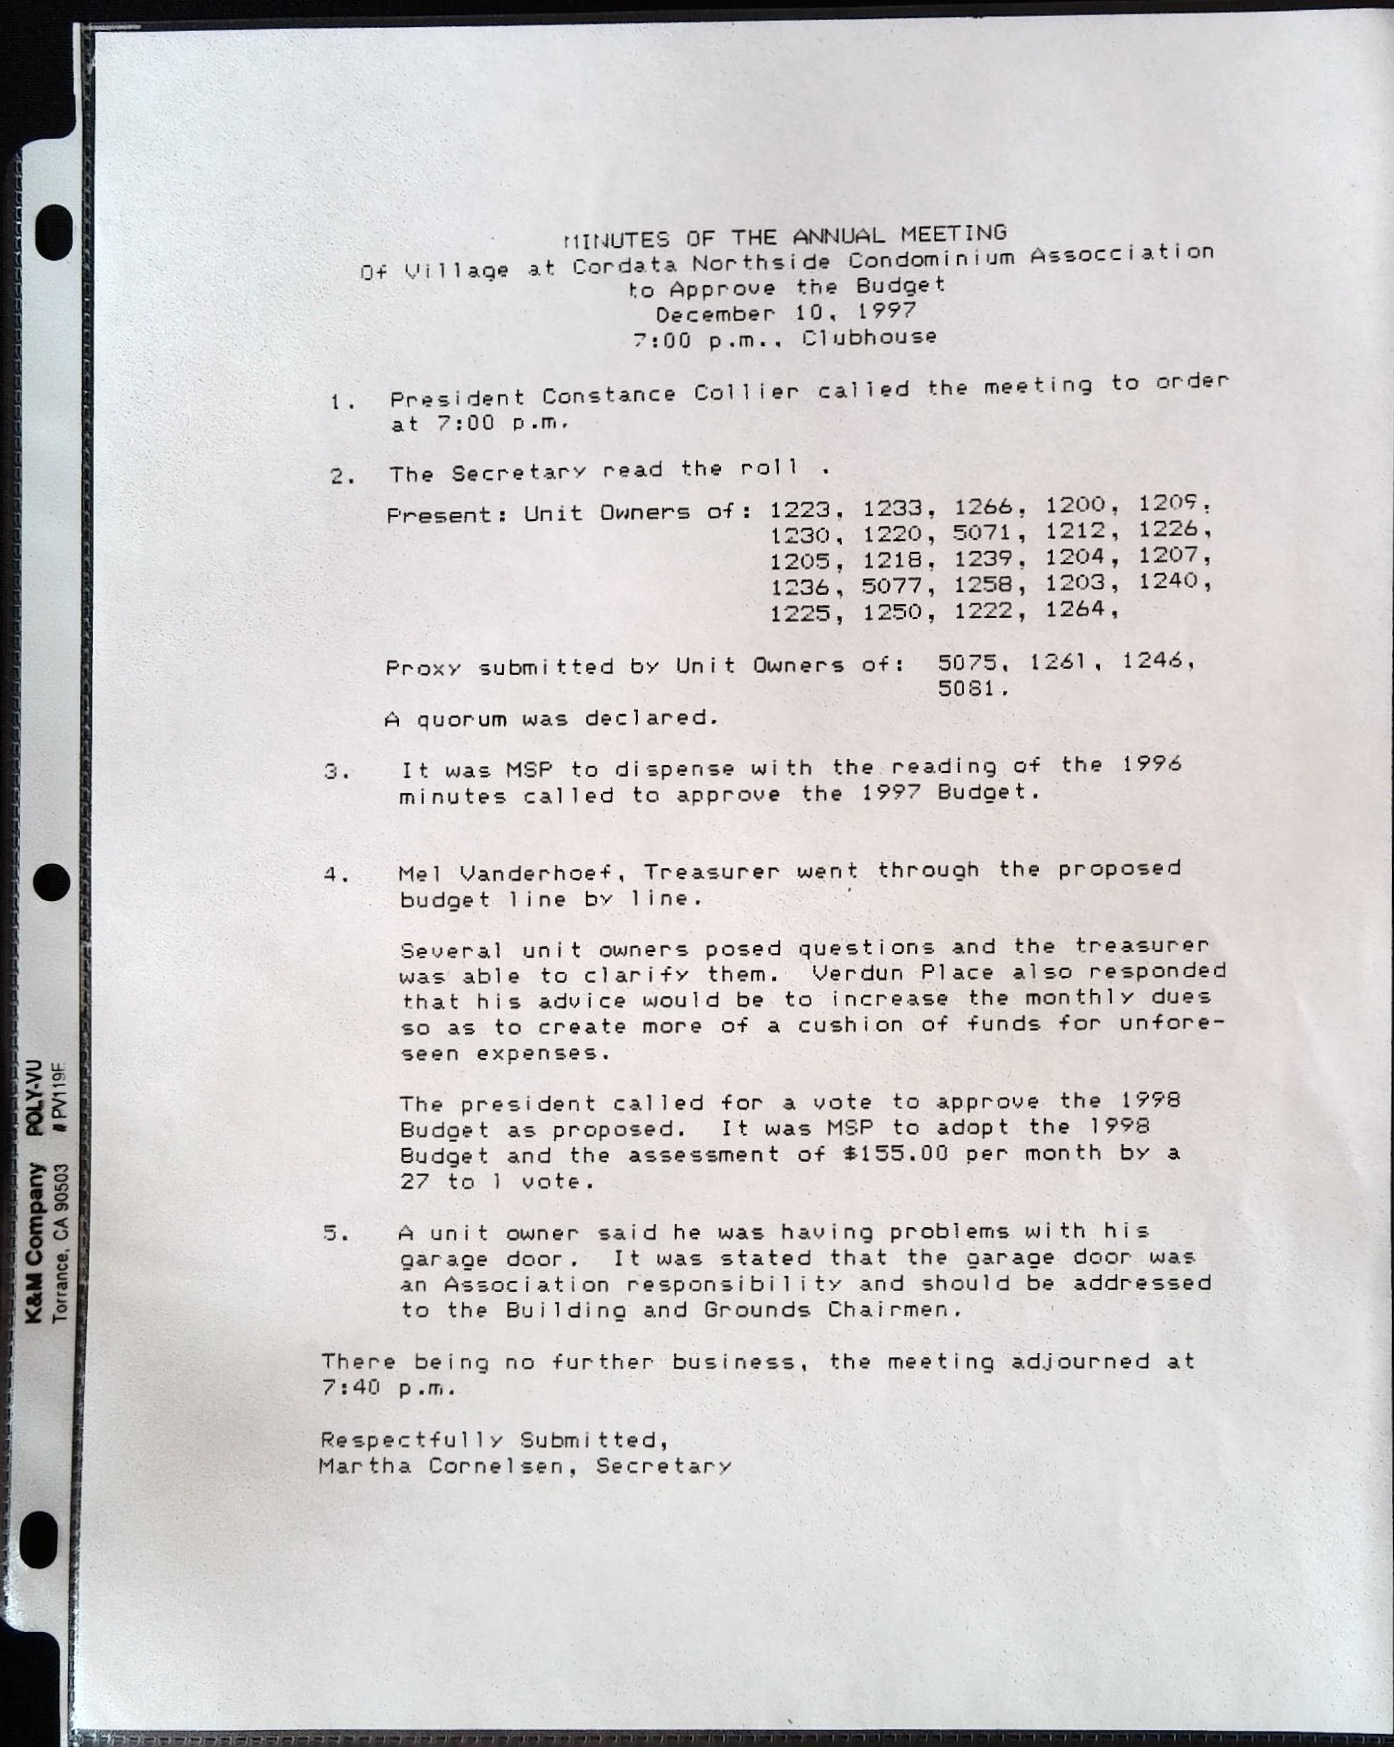 MINUTES OF THE ANNUAL MEETING
Of Village at Cordata Northside Condominium Assocciation
to Approve the Budget
December 10, 1997
7:00 p.m., Clubhouse
1. President Constance Collier called the meeting to order
at 7:00 p.m.
2. The Secretary read the roll .
Present: Unit Owners of: 1223, 1233, 1266, 1200, 1209,
1230, 1220, 5071, 1212, 1226,
1205, 1218, 1239, 1204, 1207,
1236, 5077, 1258, 1203, 1240,
1225, 1250, 1222, 1264,
Proxy submitted by Unit Owners of: 5075, 1261, 1246,
5081.
A quorum was declared.
3. It was MSP to dispense with the reading of the 1996
minutes called to approve the 1997 Budget.
4. Mel Vanderhoef, Treasurer went through the proposed
budget line by line.
Several unit owners posed questions and the treasurer
was able to clarify them. Verdun Place also responded
that his advice would be to increase the monthly dues
so as to create more of a cushion of funds for unfore-
seen expenses.
The president called for a vote to approve the 1998
Budget as proposed. It was MSP to adopt the 1998
Budget and the assessment of $155.00 per month by a
27 to 1 vote.
5. A unit owner said he was having problems with his
garage door. It was stated that the garage door was
an Association responsibility and should be addressed
to the Building and Grounds Chairmen.
There being no further business, the meeting adjourned at
7:40 p.m.
Respectfully Submitted,
Martha Cornelsen, Secretary
K&M Company POLY-VU
Torrance, CA 90503 #PV119E